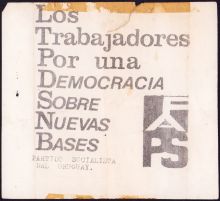 Los
Trabajadores
Por una
DEMOCRACIA
SOBRE
NUEVAS
BASES
PS
PARTIDO SOCIALISTA
DEL URUGUAY.